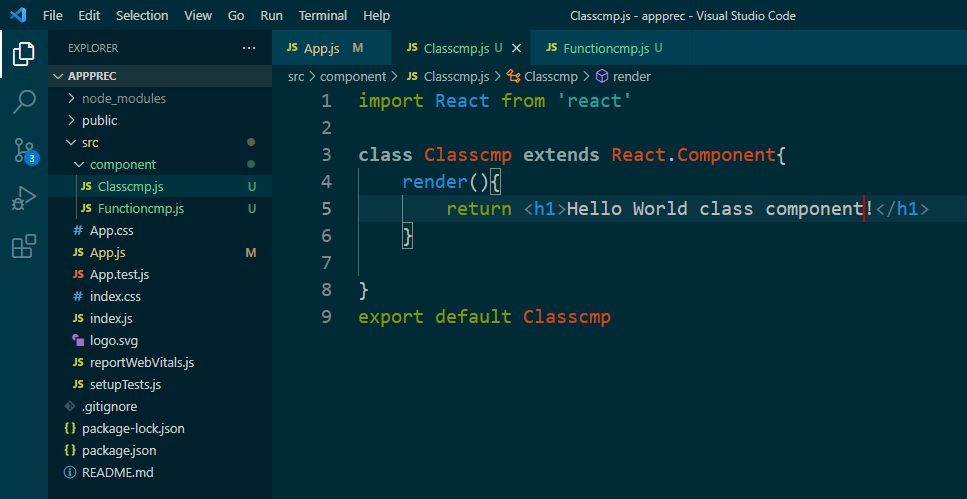 File Edit Selection View Go Run Terminal Help Classcmp.js - appprec - Visual Studio Code
EXPLORER ···
JS App.js M JS Classcmp.js U × JS Functioncmp.js U
APPPREC
src > component > JS Classcmp.js > Classcmp > render
node_modules
public
src
component
JS Classcmp.js U
JS Functioncmp.js U
# App.css
JS App.js M
JS App.test.js
# index.css
JS index.js
logo.svg
JS reportWebVitals.js
JS setupTests.js
.gitignore
{} package-lock.json
{} package.json
README.md
3
1 import React from 'react'
2
3 class Classcmp extends React.Component{
4 render(){
5 return <h1>Hello World class component!</h1>
6 }
7
8 }
9 export default Classcmp